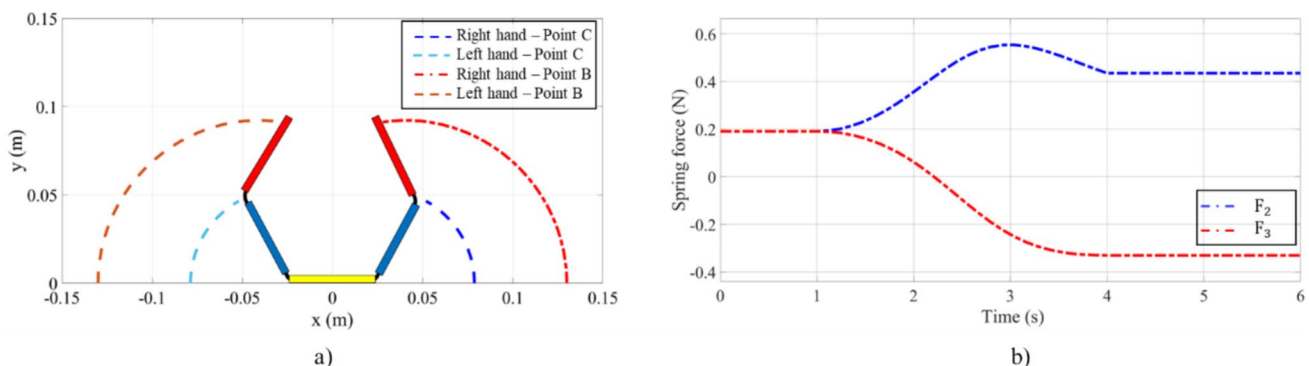 0.15
0.1
0.05
0
-0.15 -0.1 -0.05 0 0.05 0.1 0.15
y (m)
x (m)
Right hand – Point C
Left hand – Point C
Right hand – Point B
Left hand – Point B
a)
0.6
0.4
0.2
0
-0.2
-0.4
0 1 2 3 4 5 6
Spring force (N)
Time (s)
F2
F3
b)